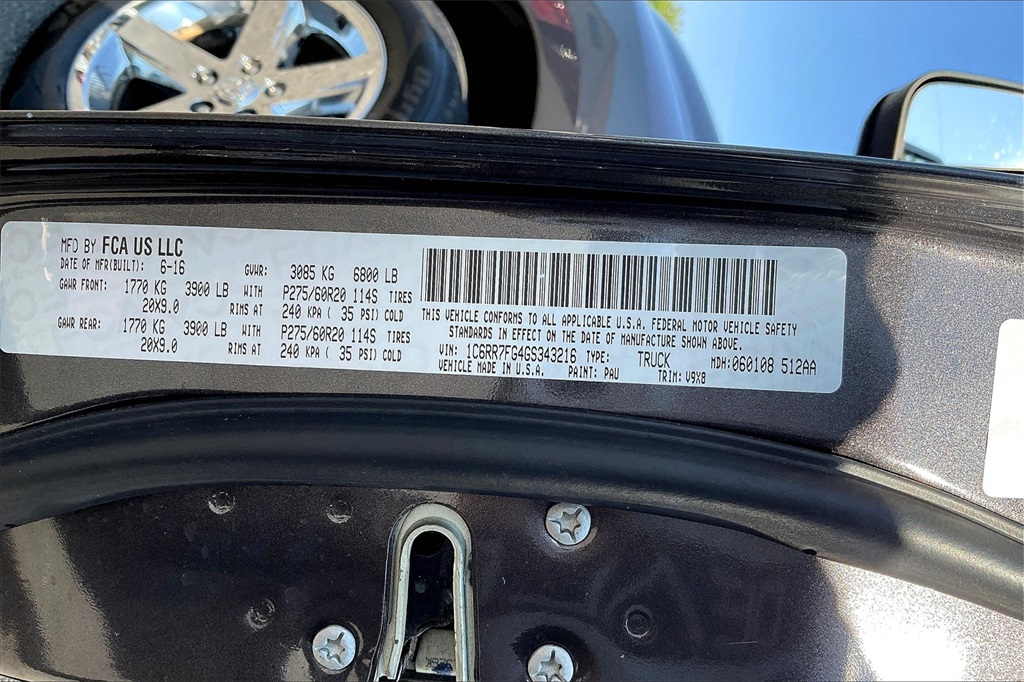 MFD BY FCA US LLC
DATE OF MFR(BUILT): 6-16 GVWR: 3085 KG 6800 LB
GAWR FRONT: 1770 KG 3900 LB WITH P275/60R20 114S TIRES
20X9.0 RIMS AT 240 KPA ( 35 PSI) COLD
GAWR REAR: 1770 KG 3900 LB WITH P275/60R20 114S TIRES
20X9.0 RIMS AT 240 KPA ( 35 PSI) COLD
THIS VEHICLE CONFORMS TO ALL APPLICABLE U.S.A. FEDERAL MOTOR VEHICLE SAFETY
STANDARDS IN EFFECT ON THE DATE OF MANUFACTURE SHOWN ABOVE.
VIN: 1C6RR7FG4GS343216 TYPE: TRUCK MDH:060108 512AA
VEHICLE MADE IN U.S.A. PAINT: PAU TRIM: V9X8